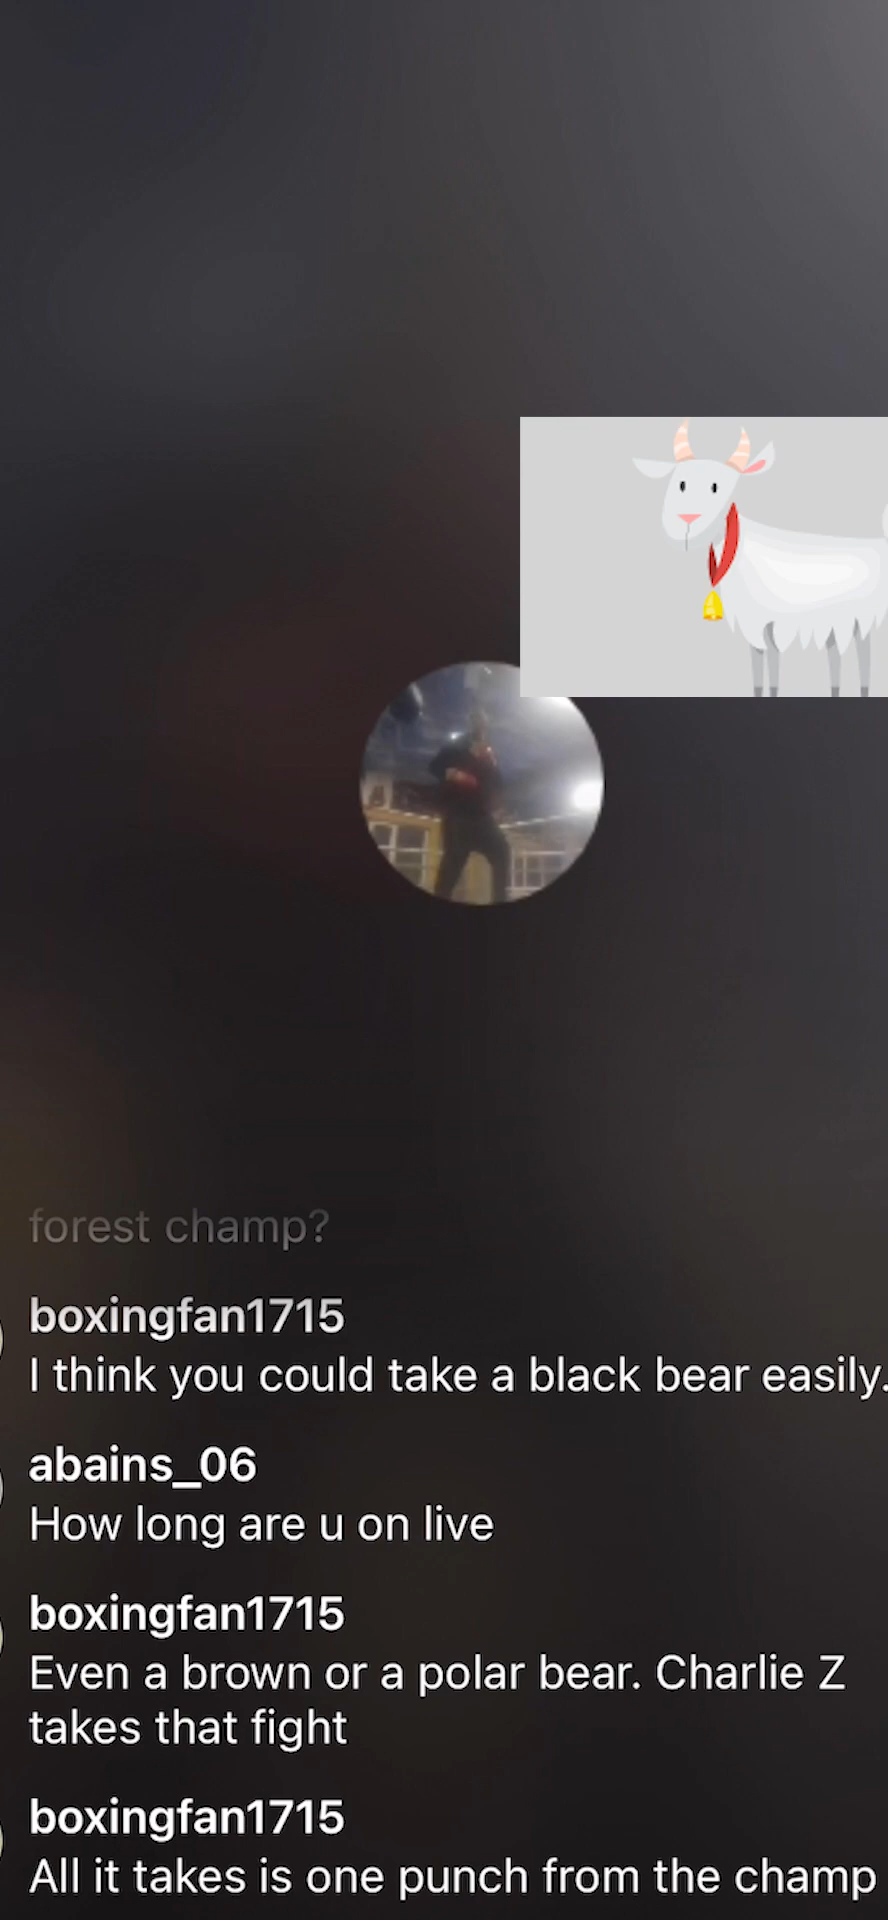 forest champ?
boxingfan1715
I think you could take a black bear easily.
abains_06
How long are u on live
boxingfan1715
Even a brown or a polar bear. Charlie Z
takes that fight
boxingfan1715
All it takes is one punch from the champ